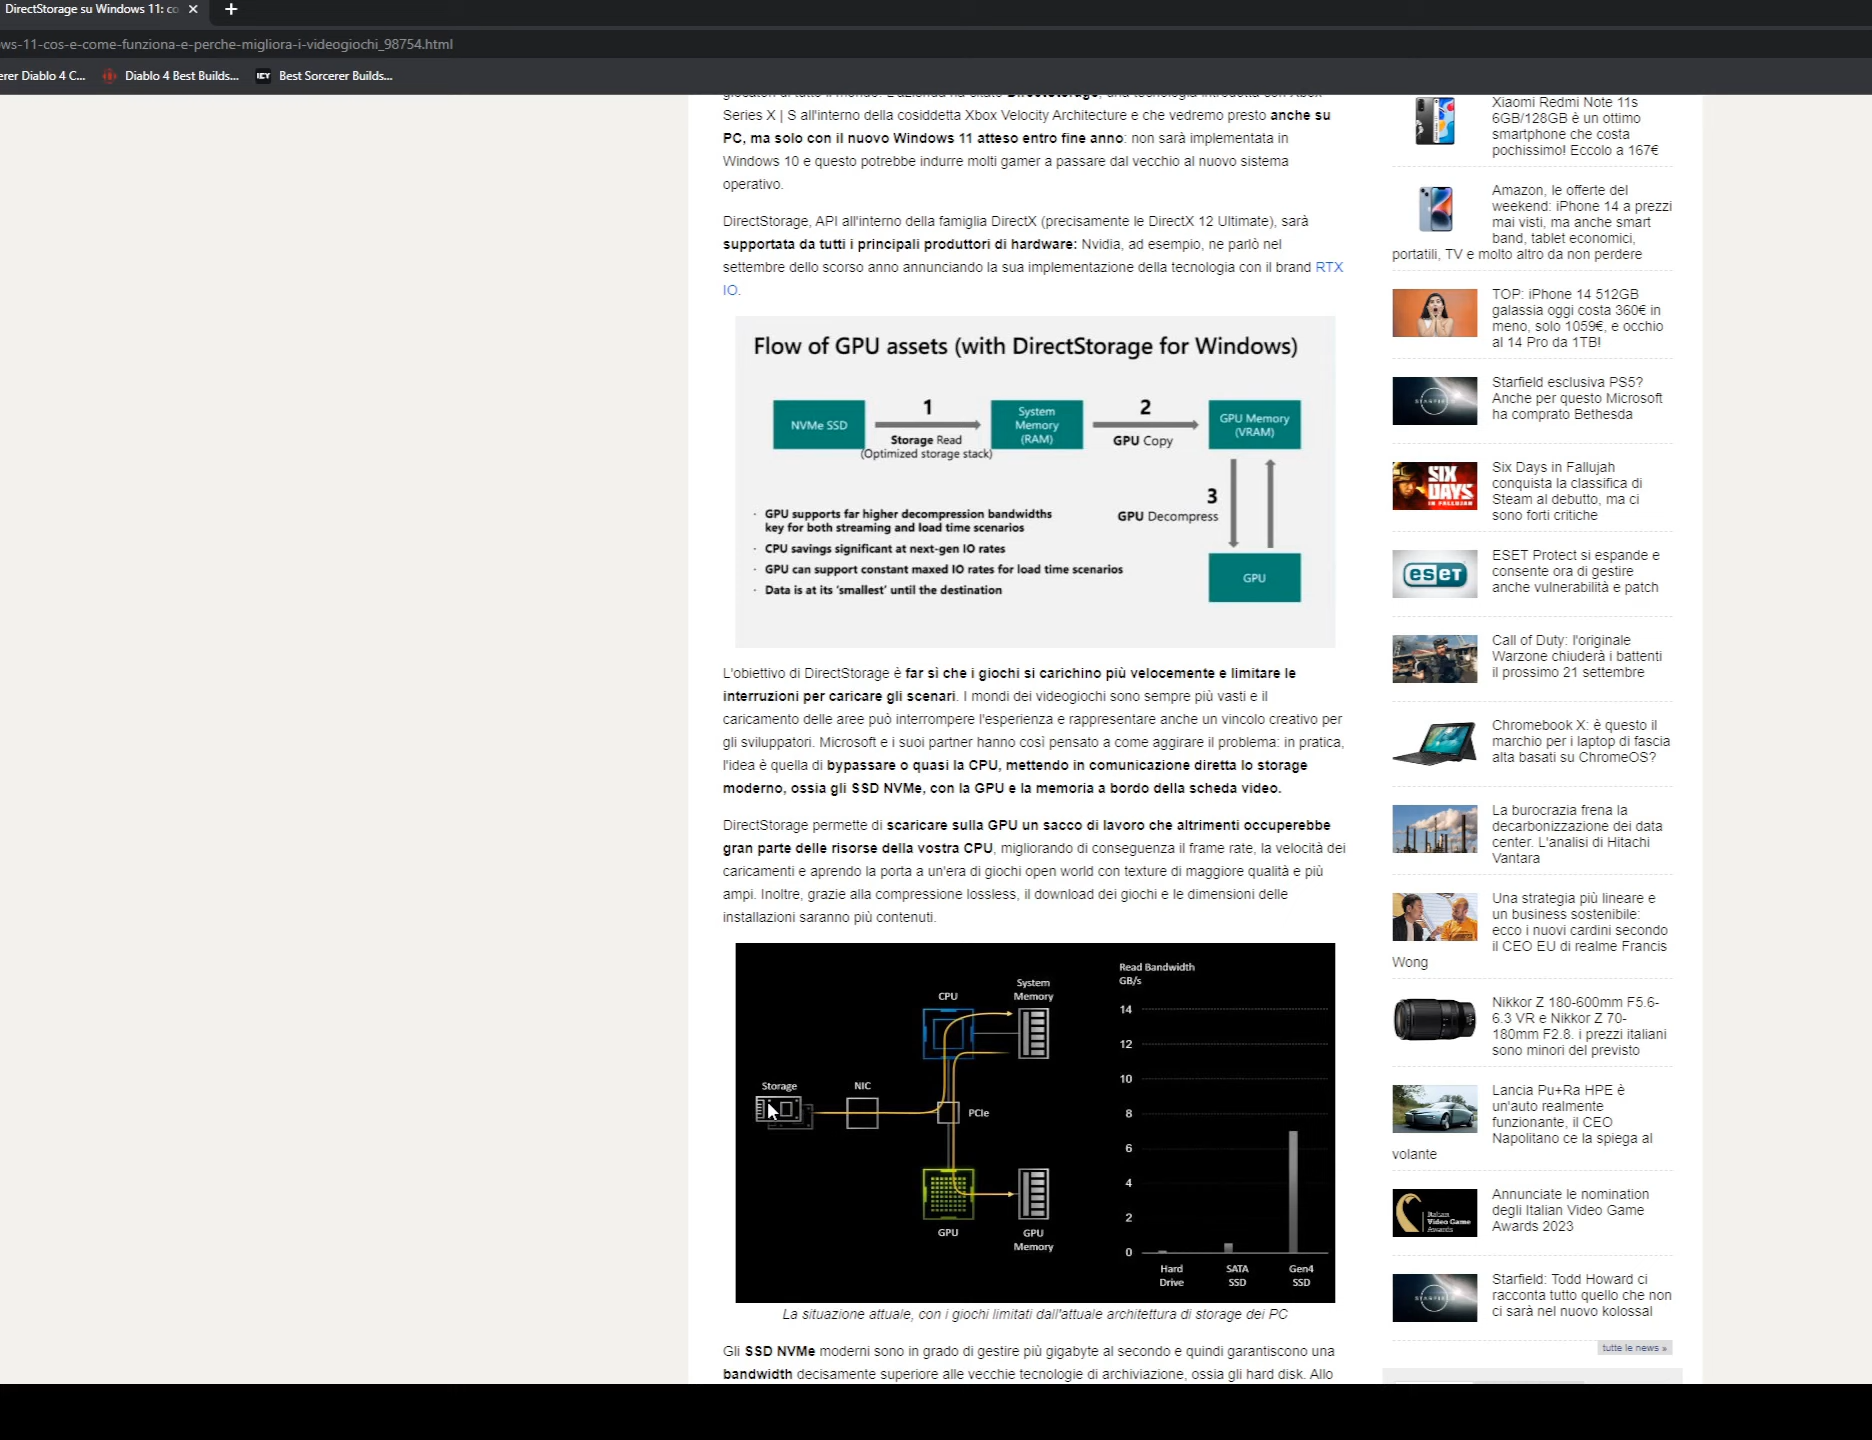 DirectStorage su Windows 11: co
ws-11-cos-e-come-funziona-e-perche-migliora-i-videogiochi_98754.html
erer Diablo 4 C...
Diablo 4 Best Builds...
ICY
Best Sorcerer Builds...
Series X | S all'interno della cosiddetta Xbox Velocity Architecture e che vedremo presto anche su
PC, ma solo con il nuovo Windows 11 atteso entro fine anno: non sarà implementata in
Windows 10 e questo potrebbe indurre molti gamer a passare dal vecchio al nuovo sistema
operativo.
DirectStorage, API all'interno della famiglia DirectX (precisamente le DirectX 12 Ultimate), sarà
supportata da tutti i principali produttori di hardware: Nvidia, ad esempio, ne parlò nel
settembre dello scorso anno annunciando la sua implementazione della tecnologia con il brand RTX
IO.
Flow of GPU assets (with DirectStorage for Windows)
NVMe SSD
1
Storage Read
(Optimized storage stack)
System
Memory
(RAM)
2
GPU Copy
GPU Memory
(VRAM)
3
GPU Decompress
GPU
· GPU supports far higher decompression bandwidths
key for both streaming and load time scenarios
· CPU savings significant at next-gen IO rates
· GPU can support constant maxed IO rates for load time scenarios
· Data is at its 'smallest' until the destination
L'obiettivo di DirectStorage è far sì che i giochi si carichino più velocemente e limitare le
interruzioni per caricare gli scenari. I mondi dei videogiochi sono sempre più vasti e il
caricamento delle aree può interrompere l'esperienza e rappresentare anche un vincolo creativo per
gli sviluppatori. Microsoft e i suoi partner hanno così pensato a come aggirare il problema: in pratica,
l'idea è quella di bypassare o quasi la CPU, mettendo in comunicazione diretta lo storage
moderno, ossia gli SSD NVMe, con la GPU e la memoria a bordo della scheda video.
DirectStorage permette di scaricare sulla GPU un sacco di lavoro che altrimenti occuperebbe
gran parte delle risorse della vostra CPU, migliorando di conseguenza il frame rate, la velocità dei
caricamenti e aprendo la porta a un'era di giochi open world con texture di maggiore qualità e più
ampi. Inoltre, grazie alla compressione lossless, il download dei giochi e le dimensioni delle
installazioni saranno più contenuti.
Storage
NIC
CPU
System
Memory
PCIe
GPU
GPU
Memory
Read Bandwidth
GB/s
14
12
10
8
6
4
2
0
Hard
Drive
SATA
SSD
Gen4
SSD
La situazione attuale, con i giochi limitati dall'attuale architettura di storage dei PC
Gli SSD NVMe moderni sono in grado di gestire più gigabyte al secondo e quindi garantiscono una
bandwidth decisamente superiore alle vecchie tecnologie di archiviazione, ossia gli hard disk. Allo
Xiaomi Redmi Note 11s
6GB/128GB è un ottimo
smartphone che costa
pochissimo! Eccolo a 167€
Amazon, le offerte del
weekend: iPhone 14 a prezzi
mai visti, ma anche smart
band, tablet economici,
portatili, TV e molto altro da non perdere
TOP: iPhone 14 512GB
galassia oggi costa 360€ in
meno, solo 1059€, e occhio
al 14 Pro da 1TB!
STARFIELD
Starfield esclusiva PS5?
Anche per questo Microsoft
ha comprato Bethesda
SIX
DAYS
IN FALLUJAH
Six Days in Fallujah
conquista la classifica di
Steam al debutto, ma ci
sono forti critiche
eset
ESET Protect si espande e
consente ora di gestire
anche vulnerabilità e patch
Call of Duty: l'originale
Warzone chiuderà i battenti
il prossimo 21 settembre
Chromebook X: è questo il
marchio per i laptop di fascia
alta basati su ChromeOS?
La burocrazia frena la
decarbonizzazione dei data
center. L'analisi di Hitachi
Vantara
Una strategia più lineare e
un business sostenibile:
ecco i nuovi cardini secondo
il CEO EU di realme Francis
Wong
Nikkor Z 180-600mm F5.6-
6.3 VR e Nikkor Z 70-
180mm F2.8. i prezzi italiani
sono minori del previsto
Lancia Pu+Ra HPE è
un'auto realmente
funzionante, il CEO
Napolitano ce la spiega al
volante
Italian
Video Game
Awards
Annunciate le nomination
degli Italian Video Game
Awards 2023
STARFIELD
Starfield: Todd Howard ci
racconta tutto quello che non
ci sarà nel nuovo kolossal
tutte le news »